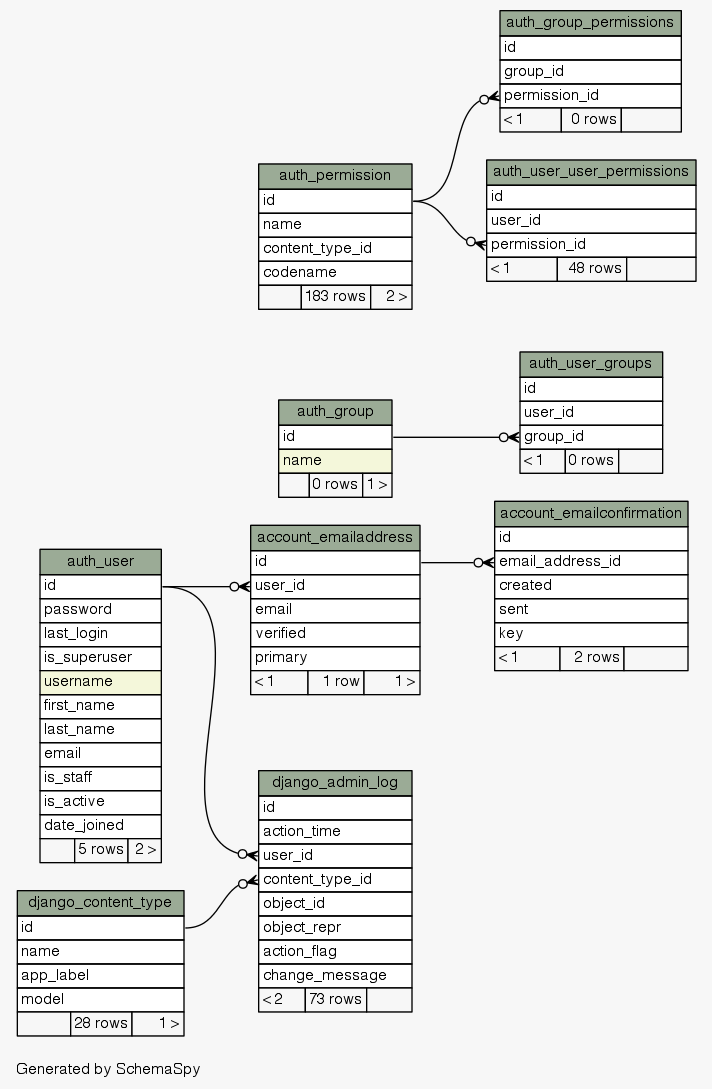 auth_group_permissions
id
group_id
permission_id
< 1 0 rows
auth_permission
id
name
content_type_id
codename
183 rows 2 >
auth_user_user_permissions
id
user_id
permission_id
< 1 48 rows
auth_user_groups
id
user_id
group_id
< 1 0 rows
auth_group
id
name
0 rows 1 >
account_emailconfirmation
id
email_address_id
created
sent
key
< 1 2 rows
account_emailaddress
id
user_id
email
verified
primary
< 1 1 row 1 >
auth_user
id
password
last_login
is_superuser
username
first_name
last_name
email
is_staff
is_active
date_joined
5 rows 2 >
django_admin_log
id
action_time
user_id
content_type_id
object_id
object_repr
action_flag
change_message
< 2 73 rows
django_content_type
id
name
app_label
model
28 rows 1 >
Generated by SchemaSpy